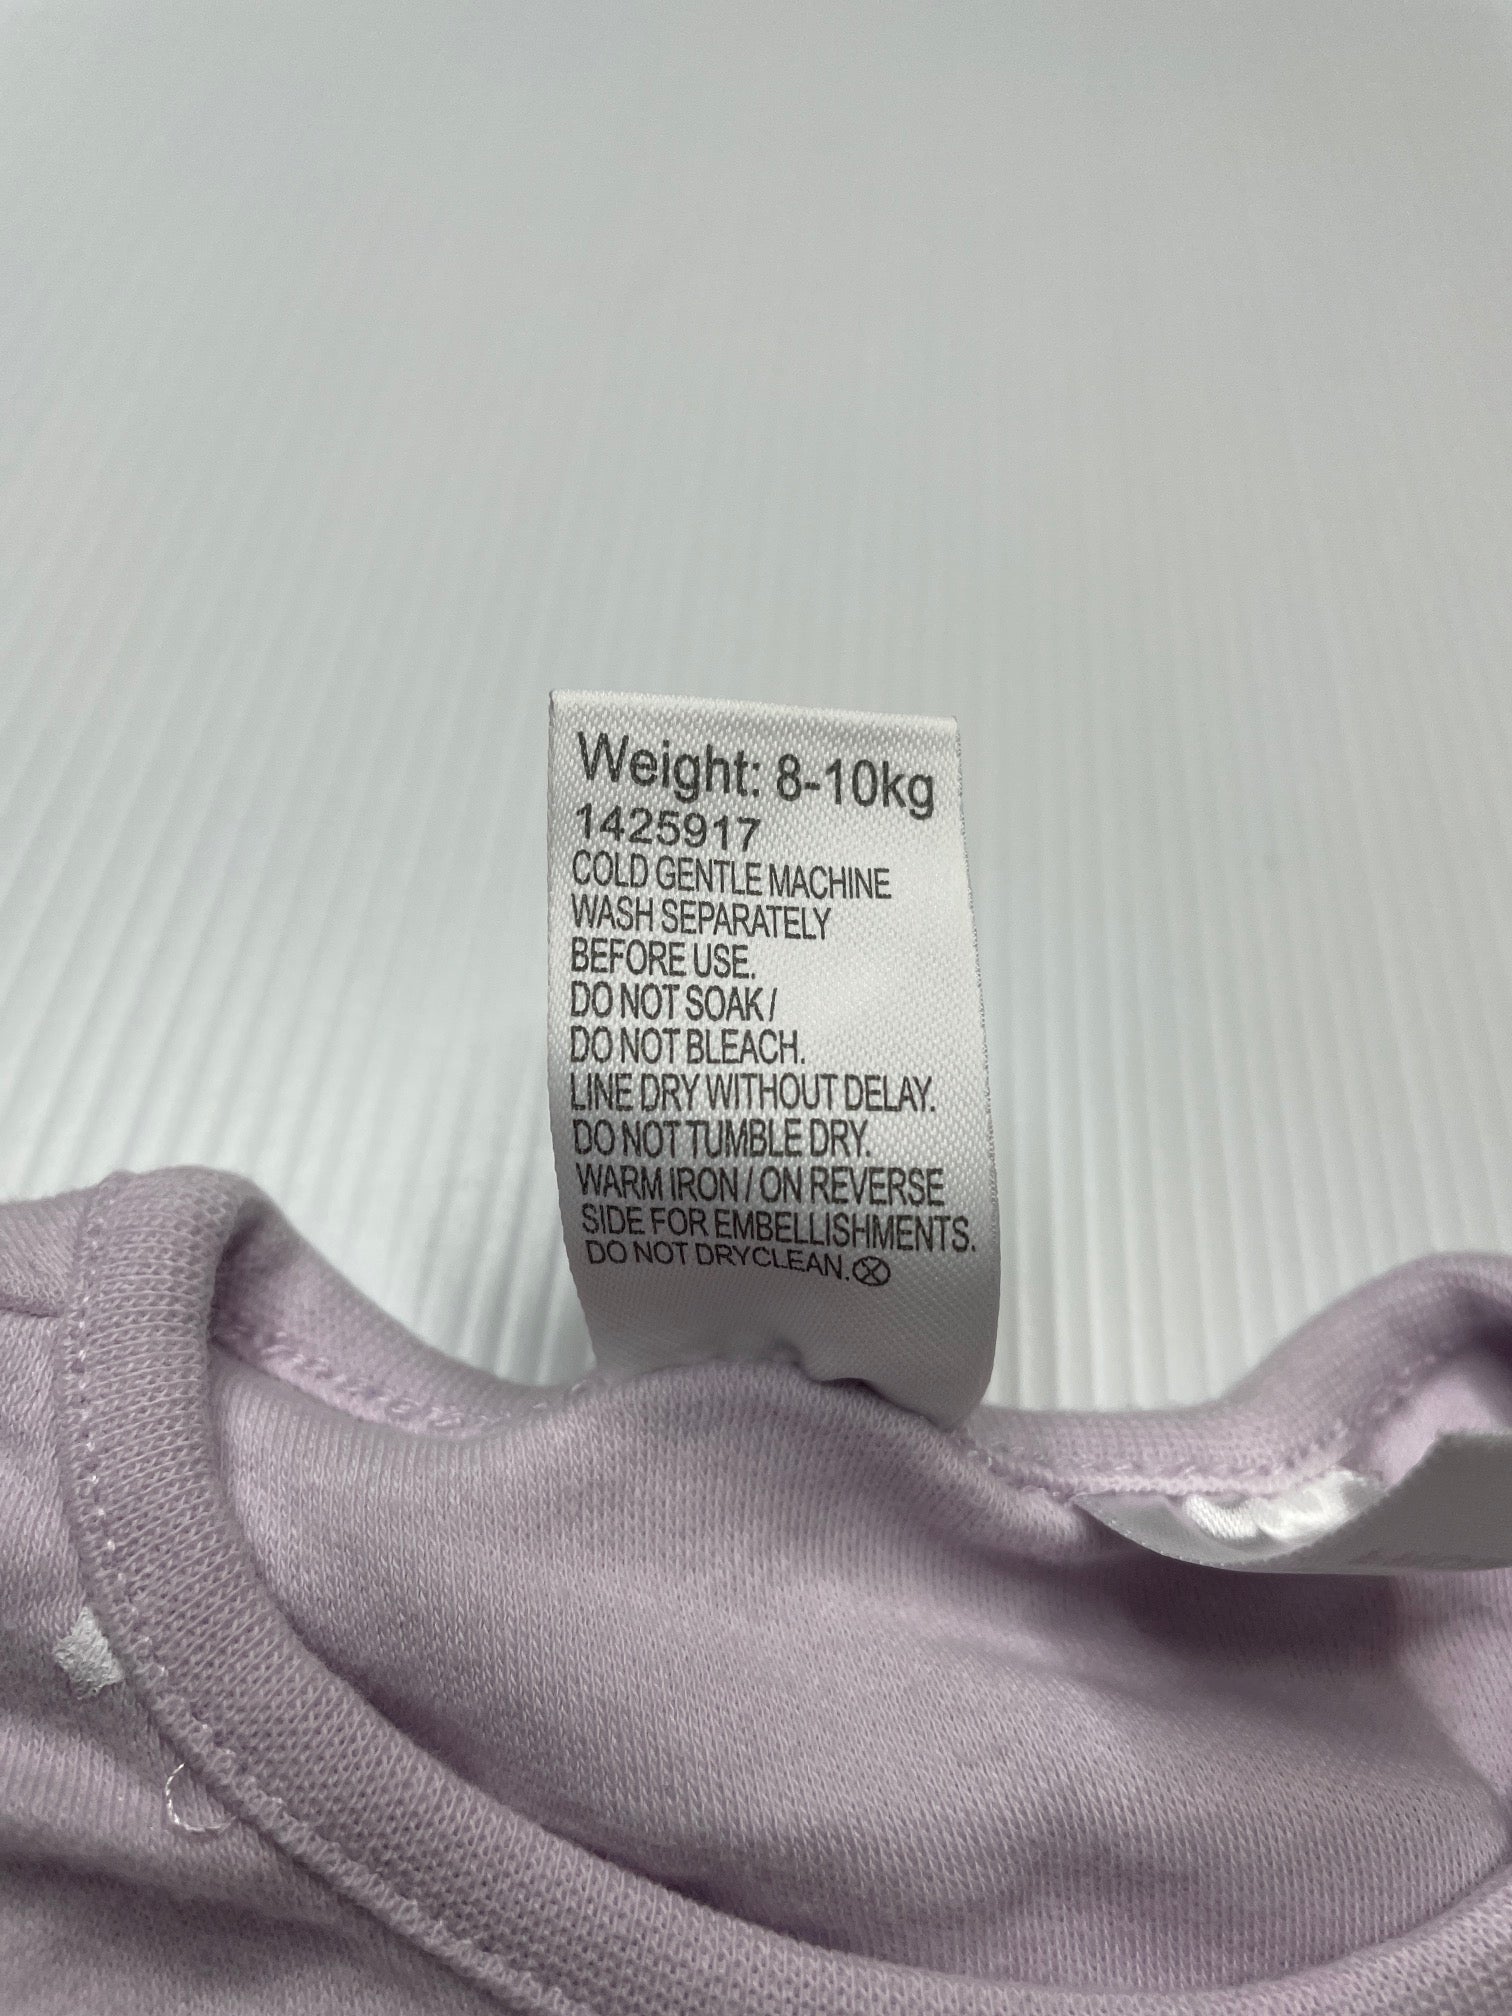 Weight: 8-10kg
1425917
COLD GENTLE MACHINE
WASH SEPARATELY
BEFORE USE.
DO NOT SOAK /
DO NOT BLEACH.
LINE DRY WITHOUT DELAY.
DO NOT TUMBLE DRY.
WARM IRON / ON REVERSE
SIDE FOR EMBELLISHMENTS.
DO NOT DRYCLEAN.